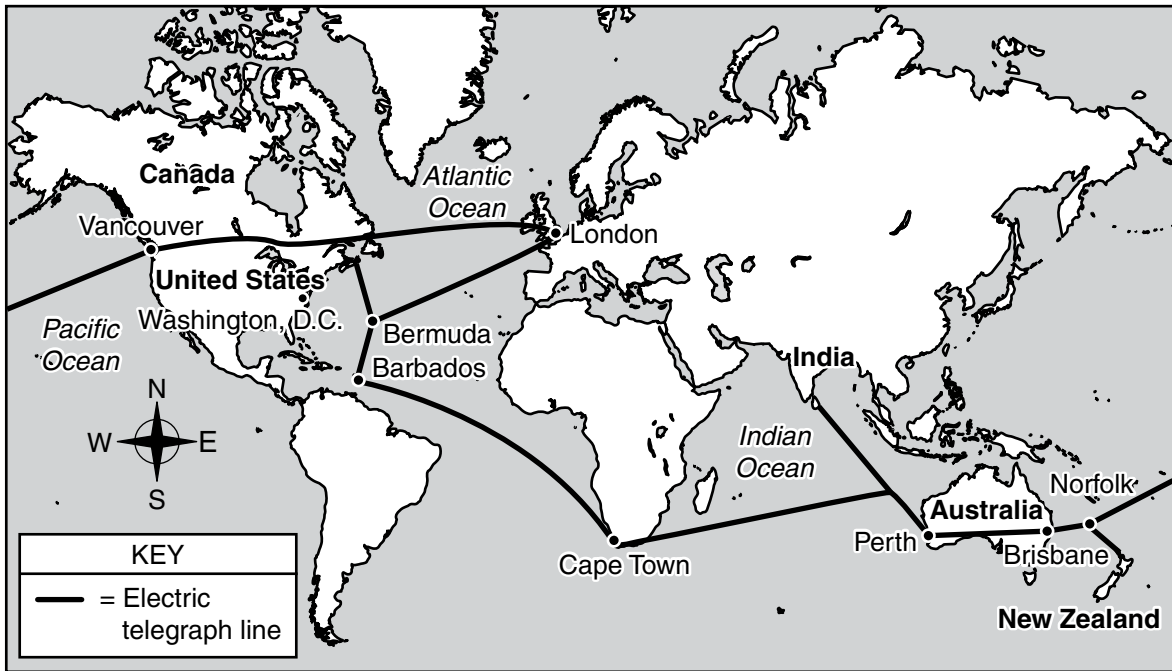 Cañada
Atlantic
Ocean
Vancouver
London
United States
Washington, D.C.
Pacific
Ocean
Bermuda
Barbados
India
N
W
E
S
Indian
Ocean
Norfolk
Australia
Perth
Brisbane
Cape Town
New Zealand
KEY
= Electric
telegraph line